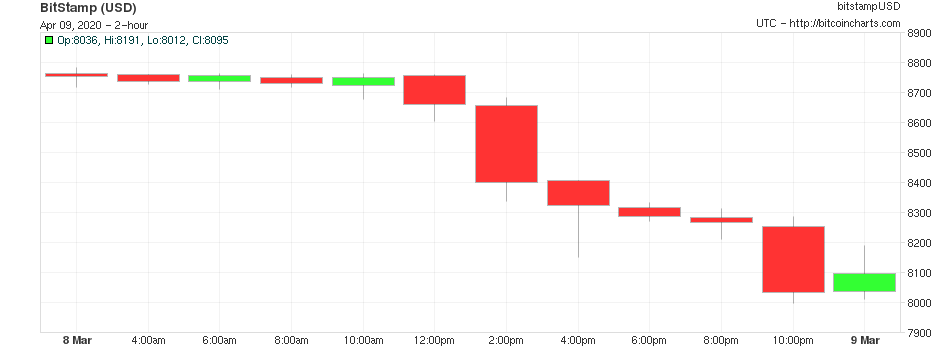 BitStamp (USD)
bitstampUSD
Apr 09, 2020 - 2-hour
UTC - http://bitcoincharts.com
Op:8036, Hi:8191, Lo:8012, Cl:8095
8900
8800
8700
8600
8500
8400
8300
8200
8100
8000
7900
8 Mar
4:00am
6:00am
8:00am
10:00am
12:00pm
2:00pm
4:00pm
6:00pm
8:00pm
10:00pm
9 Mar